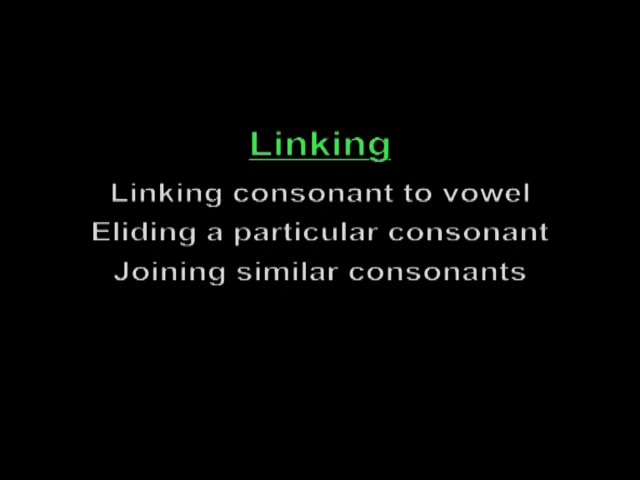 Linking
Linking consonant to vowel
Eliding a particular consonant
Joining similar consonants